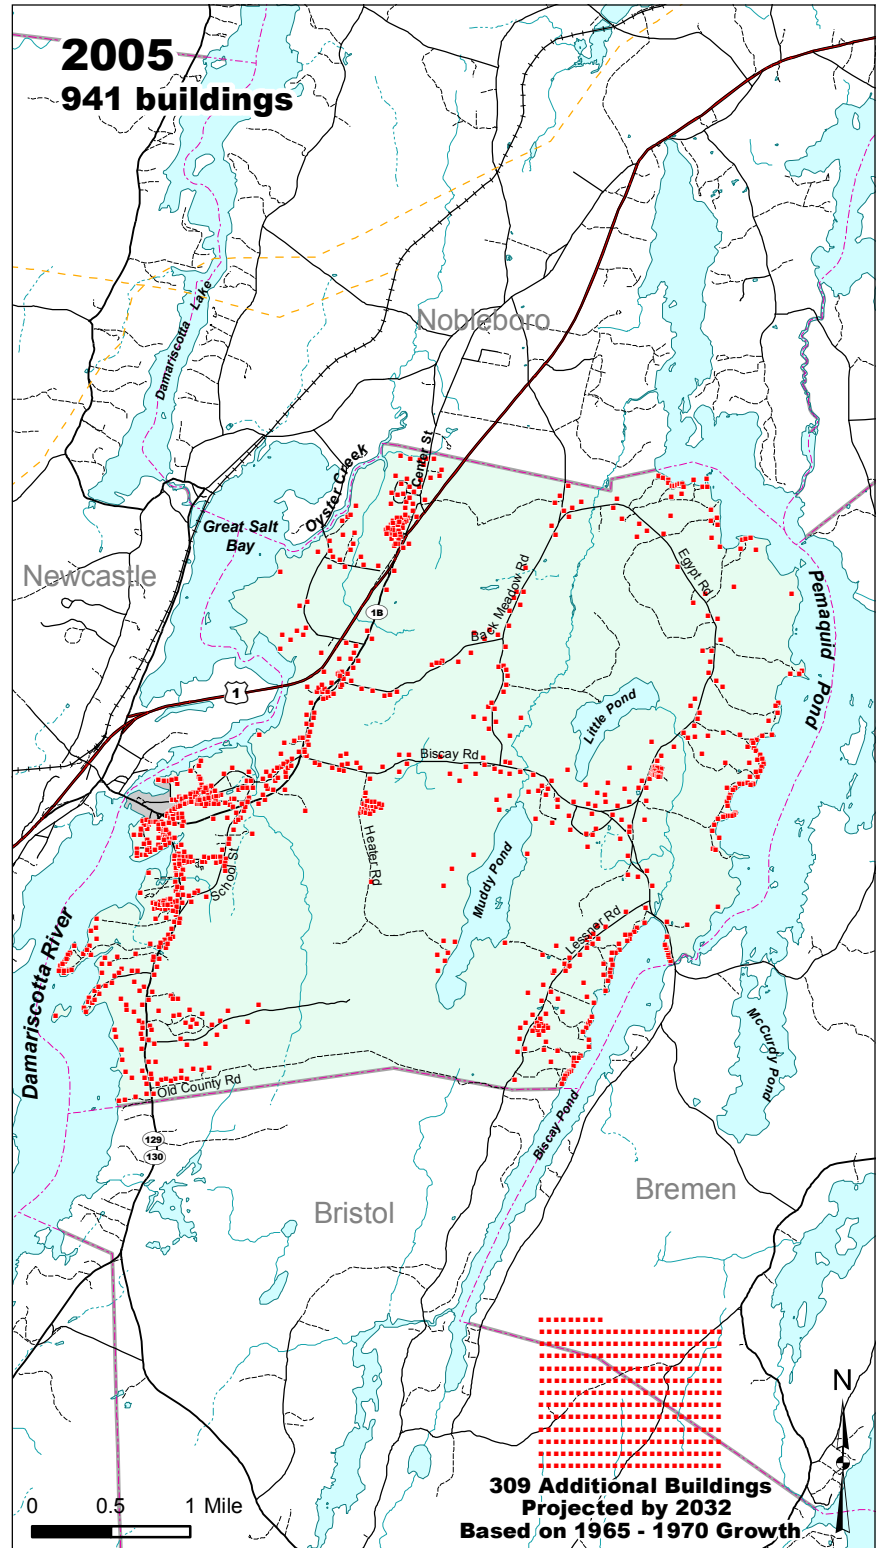 2005
941 buildings
Nobleboro
Damariscotta Lake
Center St
Oyster Creek
Great Salt
Bay
Newcastle
Egypt Rd
Back Meadow Rd
Pemaquid Pond
1B
1
Little Pond
Biscay Rd
Heater Rd
School St
Muddy Pond
Lessner Rd
Damariscotta River
McCurdy Pond
Old County Rd
Biscay Pond
129
130
Bremen
Bristol
N
309 Additional Buildings
Projected by 2032
Based on 1965 - 1970 Growth
0 0.5 1 Mile